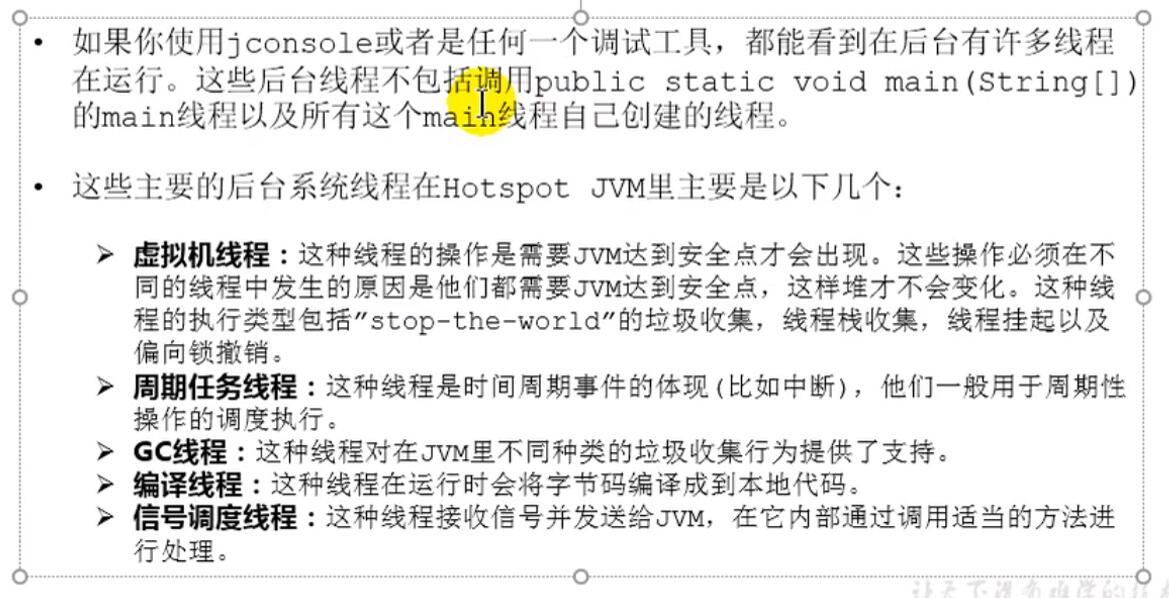 • 如果你使用jconsole或者是任何一个调试工具，都能看到在后台有许多线程
在运行。这些后台线程不包括调用public static void main(String[])
的main线程以及所有这个main线程自己创建的线程。
• 这些主要的后台系统线程在Hotspot JVM里主要是以下几个：
➢ 虚拟机线程：这种线程的操作是需要JVM达到安全点才会出现。这些操作必须在不
同的线程中发生的原因是他们都需要JVM达到安全点，这样堆才不会变化。这种线
程的执行类型包括”stop-the-world”的垃圾收集，线程栈收集，线程挂起以及
偏向锁撤销。
➢ 周期任务线程：这种线程是时间周期事件的体现(比如中断)，他们一般用于周期性
操作的调度执行。
➢ GC线程：这种线程对在JVM里不同种类的垃圾收集行为提供了支持。
➢ 编译线程：这种线程在运行时会将字节码编译成到本地代码。
➢ 信号调度线程：这种线程接收信号并发送给JVM，在它内部通过调用适当的方法进
行处理。